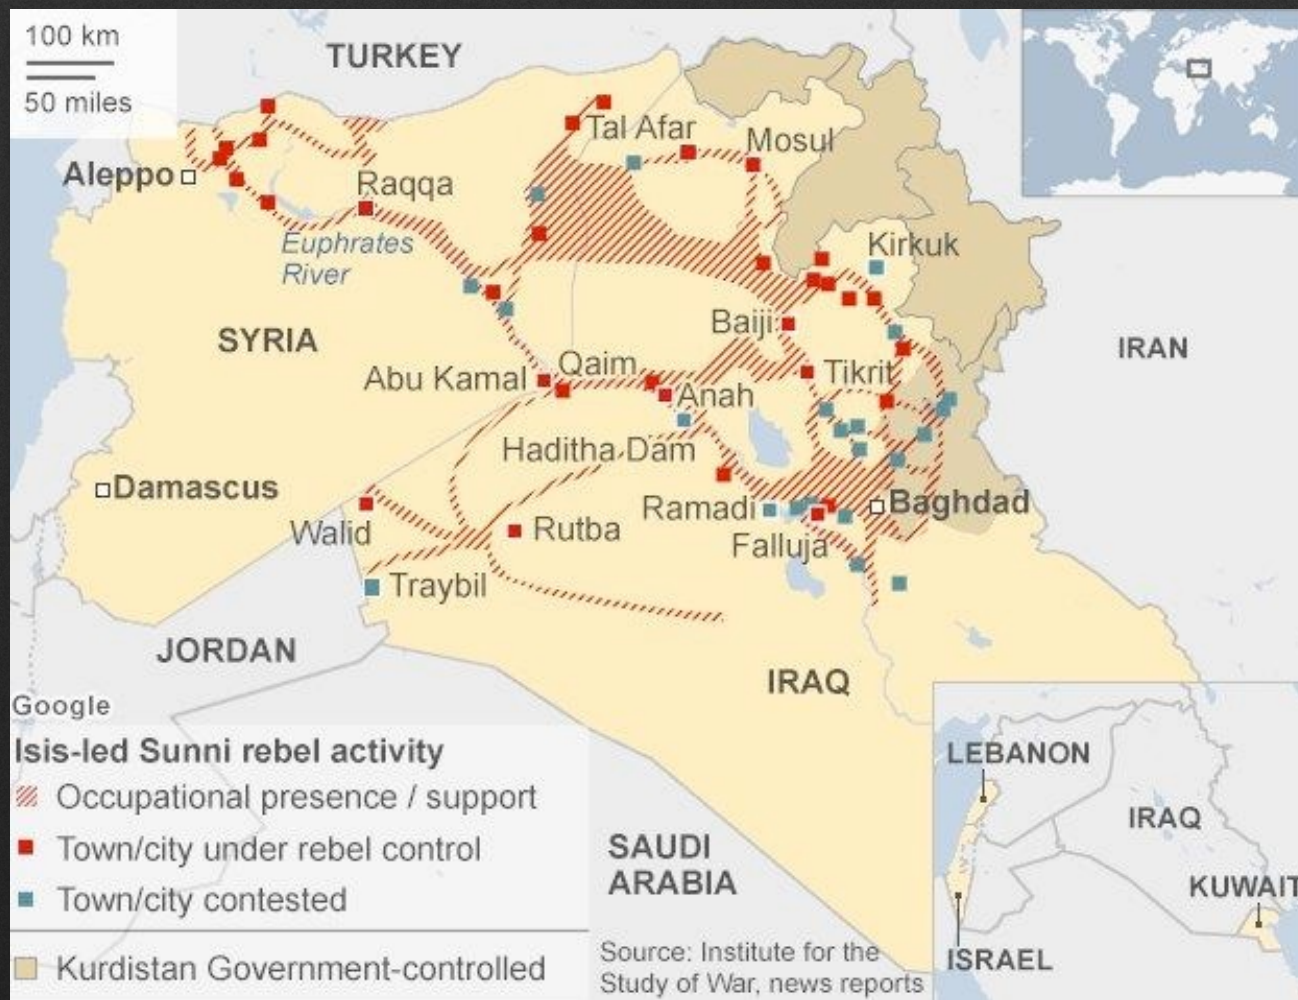 100 km
50 miles
TURKEY
Tal Afar
Mosul
Aleppo
Raqqa
Euphrates
River
Kirkuk
SYRIA
Baiji
IRAN
Abu Kamal
Qaim
Anah
Tikrit
Haditha Dam
Damascus
Ramadi
Baghdad
Walid
Rutba
Falluja
Traybil
JORDAN
IRAQ
Google
Isis-led Sunni rebel activity
Occupational presence / support
Town/city under rebel control
Town/city contested
Kurdistan Government-controlled
SAUDI
ARABIA
Source: Institute for the
Study of War, news reports
LEBANON
IRAQ
KUWAIT
ISRAEL